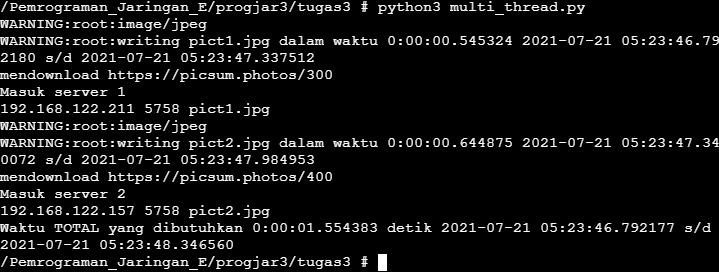 /Pemrograman_Jaringan_E/progjar3/tugas3 # python3 multi_thread.py
WARNING:root:image/jpeg
WARNING:root:writing pict1.jpg dalam waktu 0:00:00.545324 2021-07-21 05:23:46.79
2180 s/d 2021-07-21 05:23:47.337512
mendownload https://picsum.photos/300
Masuk server 1
192.168.122.211 5758 pict1.jpg
WARNING:root:image/jpeg
WARNING:root:writing pict2.jpg dalam waktu 0:00:00.644875 2021-07-21 05:23:47.34
0072 s/d 2021-07-21 05:23:47.984953
mendownload https://picsum.photos/400
Masuk server 2
192.168.122.157 5758 pict2.jpg
Waktu TOTAL yang dibutuhkan 0:00:01.554383 detik 2021-07-21 05:23:46.792177 s/d
2021-07-21 05:23:48.346560
/Pemrograman_Jaringan_E/progjar3/tugas3 #